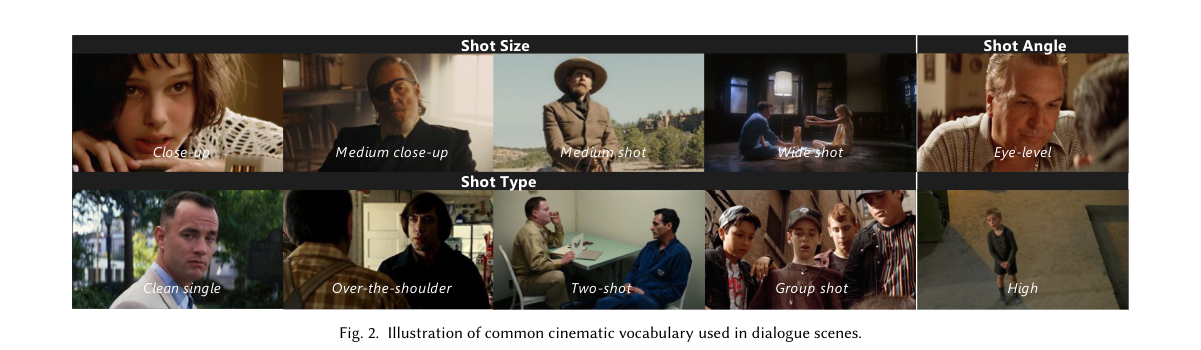 Shot Size
Shot Angle
Close-up
Medium close-up
Medium shot
Wide shot
Eye-level
Shot Type
Clean single
Over-the-shoulder
Two-shot
Group shot
High
Fig. 2. Illustration of common cinematic vocabulary used in dialogue scenes.